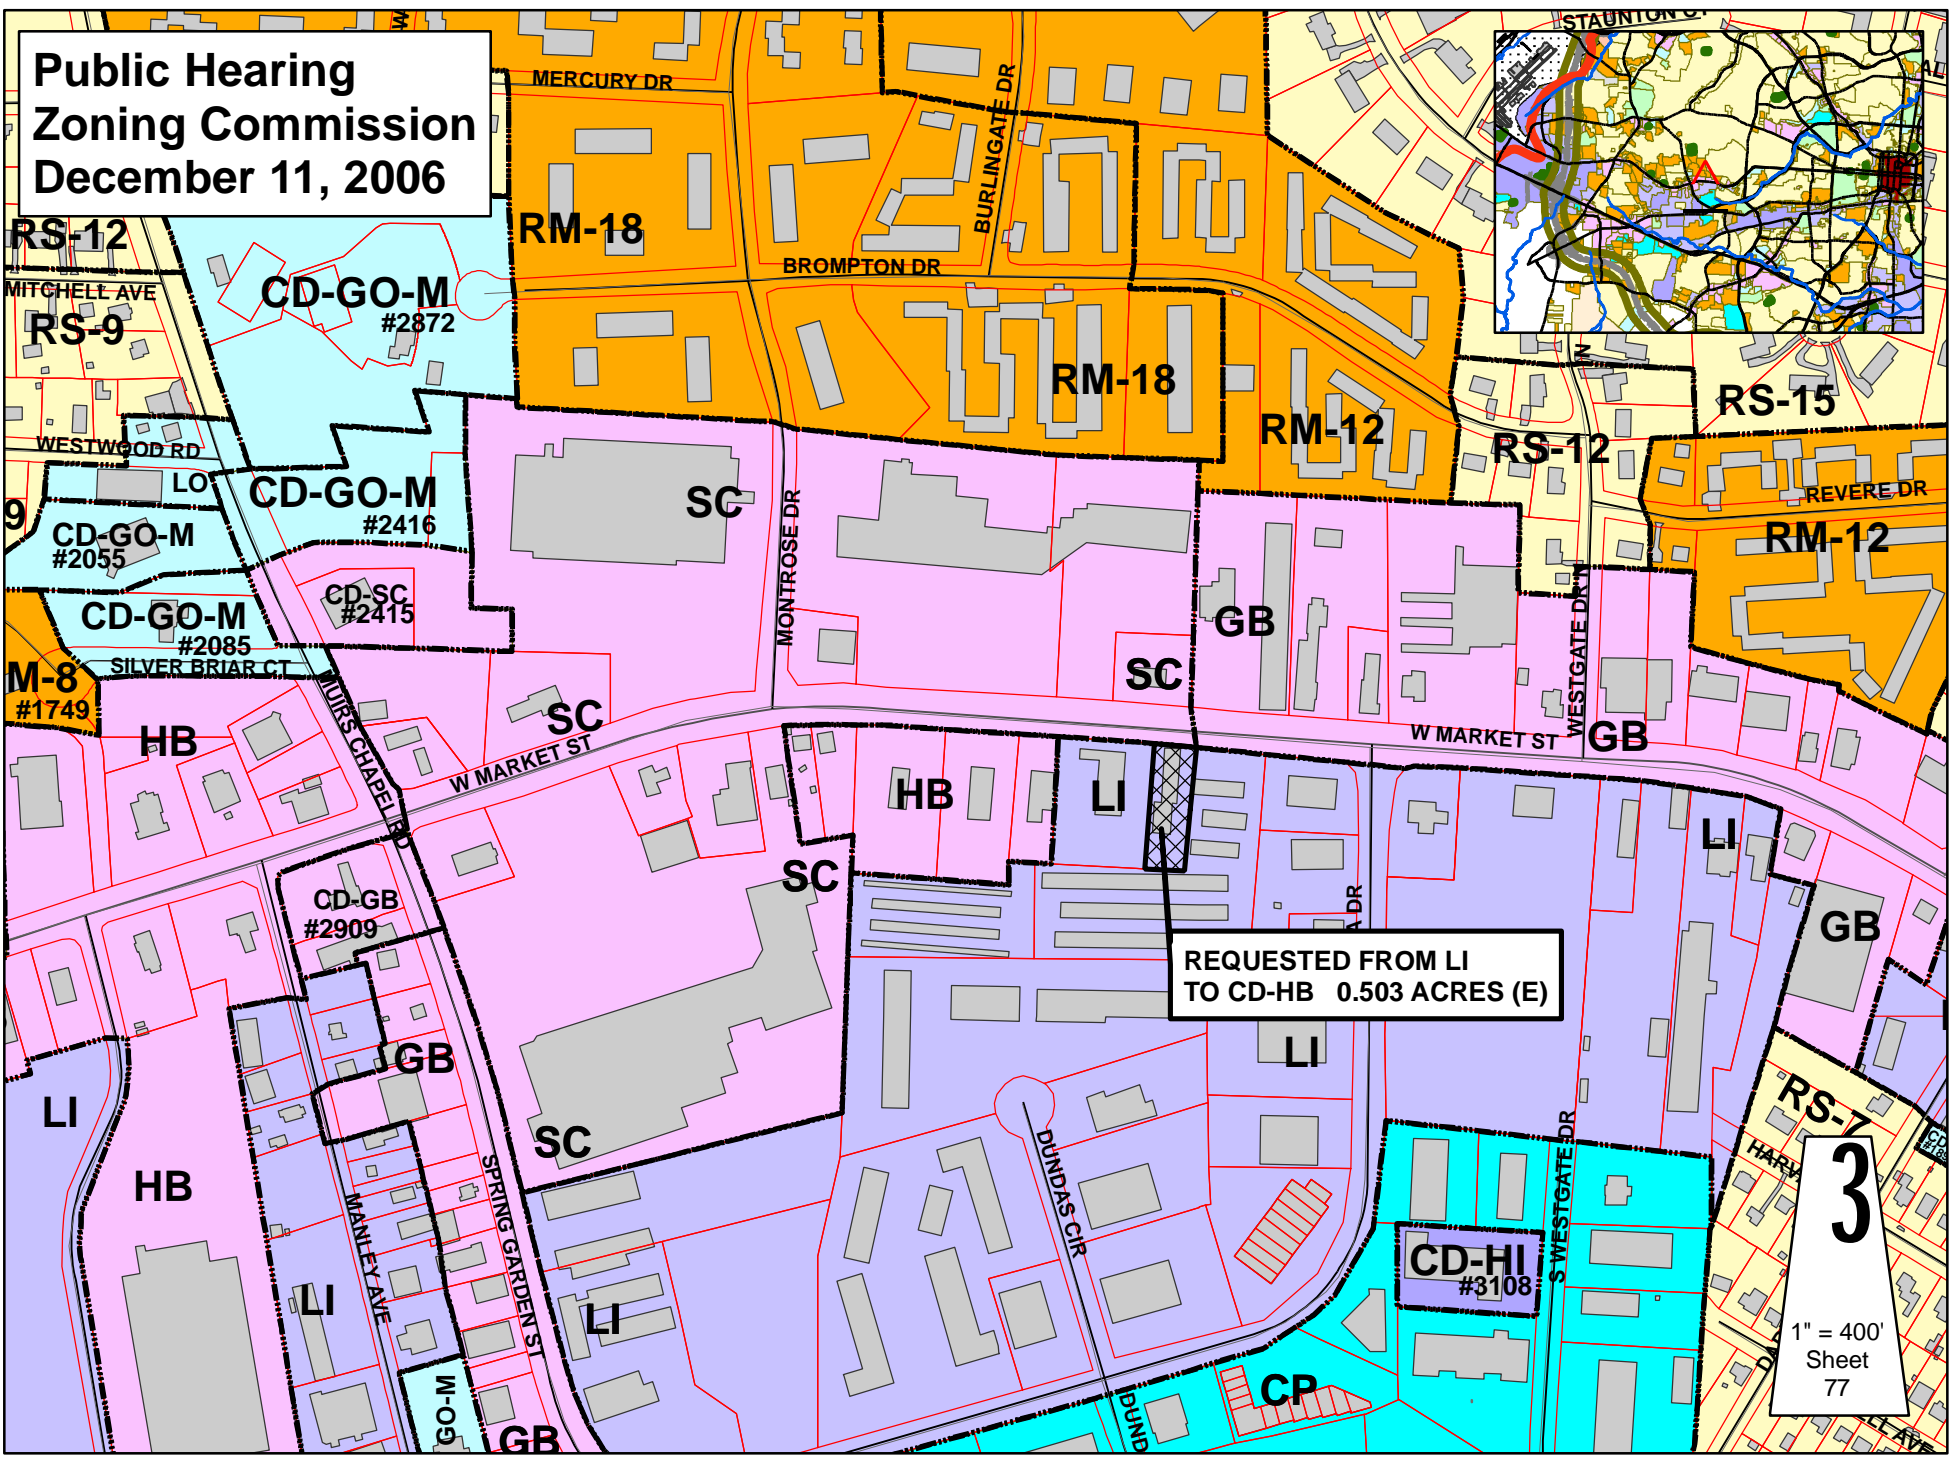 Public Hearing
Zoning Commission
December 11, 2006
STAUNTON CT
MERCURY DR
BURLINGATE DR
RS-12
RM-18
BROMPTON DR
MITCHELL AVE
CD-GO-M
#2872
RS-9
RM-18
RM-12
RS-15
RS-12
N
WESTWOOD RD
LO
CD-GO-M
#2416
SC
MONTROSE DR
REVERE DR
RM-12
9
CD-GO-M
#2055
CD-SC
#2415
CD-GO-M
#2085
SILVER BRIAR CT
GB
WESTGATE DR N
M-8
#1749
SC
HB
MUIRS CHAPEL RD
SC
W MARKET ST
W MARKET ST
GB
HB
LI
LI
SC
CD-GB
#2909
GB
A DR
REQUESTED FROM LI
TO CD-HB 0.503 ACRES (E)
GB
LI
LI
RS-7
SC
HB
SPRING GARDEN ST
MANLEY AVE
DUNDAS CIR
S WESTGATE DR
HARV
3
CD-HI
#3108
LI
LI
CP
GO-M
GB
DUND
1" = 400'
Sheet
77